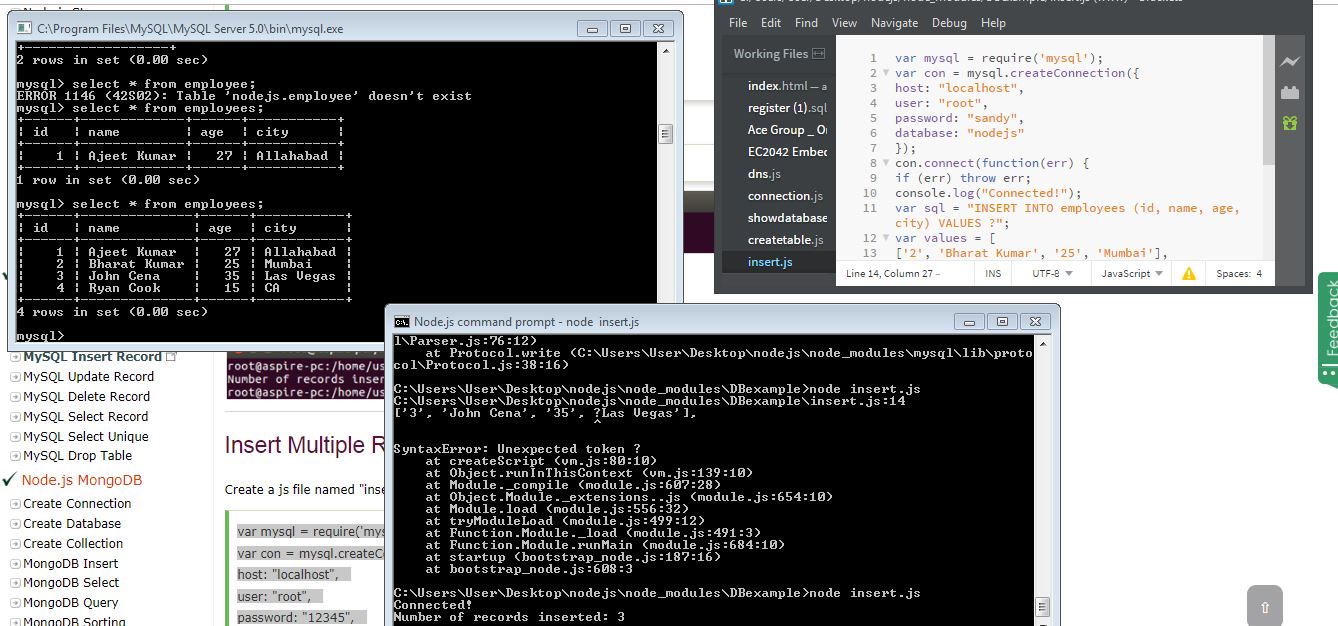 C:\Program Files\MySQL\MySQL Server 5.0\bin\mysql.exe
2 rows in set (0.00 sec)
mysql> select * from employee;
ERROR 1146 (42S02): Table 'nodejs.employee' doesn't exist
mysql> select * from employees;
| id | name | age | city |
| 1 | Ajeet Kumar | 27 | Allahabad |
1 row in set (0.00 sec)
mysql> select * from employees;
| id | name | age | city |
| 1 | Ajeet Kumar | 27 | Allahabad |
| 2 | Bharat Kumar | 25 | Mumbai |
| 3 | John Cena | 35 | Las Vegas |
| 4 | Ryan Cook | 15 | CA |
4 rows in set (0.00 sec)
mysql>
File Edit Find View Navigate Debug Help
Working Files
index.html — a
register (1).sql
Ace Group _ O
EC2042 Embec
dns.js
connection.js
showdatabase
createtable.js
insert.js
1 var mysql = require('mysql');
2 var con = mysql.createConnection({
3 host: "localhost",
4 user: "root",
5 password: "sandy",
6 database: "nodejs"
7 });
8 con.connect(function(err) {
9 if (err) throw err;
10 console.log("Connected!");
11 var sql = "INSERT INTO employees (id, name, age,
city) VALUES ?";
12 var values = [
13 ['2', 'Bharat Kumar', '25', 'Mumbai'],
Line 14, Column 27 – INS UTF-8 JavaScript Spaces: 4
Feedback
Node.js command prompt - node insert.js
l\Parser.js:76:12)
at Protocol.write (C:\Users\User\Desktop\nodejs\node_modules\mysql\lib\proto
col\Protocol.js:38:16)
C:\Users\User\Desktop\nodejs\node_modules\DBexample>node insert.js
C:\Users\User\Desktop\nodejs\node_modules\DBexample\insert.js:14
['3', 'John Cena', '35', ?Las Vegas'],
^
SyntaxError: Unexpected token ?
at createScript (vm.js:80:10)
at Object.runInThisContext (vm.js:139:10)
at Module._compile (module.js:607:28)
at Object.Module._extensions..js (module.js:654:10)
at Module.load (module.js:556:32)
at tryModuleLoad (module.js:499:12)
at Function.Module._load (module.js:491:3)
at Function.Module.runMain (module.js:684:10)
at startup (bootstrap_node.js:187:16)
at bootstrap_node.js:608:3
C:\Users\User\Desktop\nodejs\node_modules\DBexample>node insert.js
Connected!
Number of records inserted: 3
MySQL Insert Record
MySQL Update Record
MySQL Delete Record
MySQL Select Record
MySQL Select Unique
MySQL Drop Table
Node.js MongoDB
Create Connection
Create Database
Create Collection
MongoDB Insert
MongoDB Select
MongoDB Query
MongoDB Sorting
root@aspire-pc:/home/us
Number of records inser
root@aspire-pc:/home/us
Insert Multiple R
Create a js file named "inse
var mysql = require('mys
var con = mysql.createC
host: "localhost",
user: "root",
password: "12345",